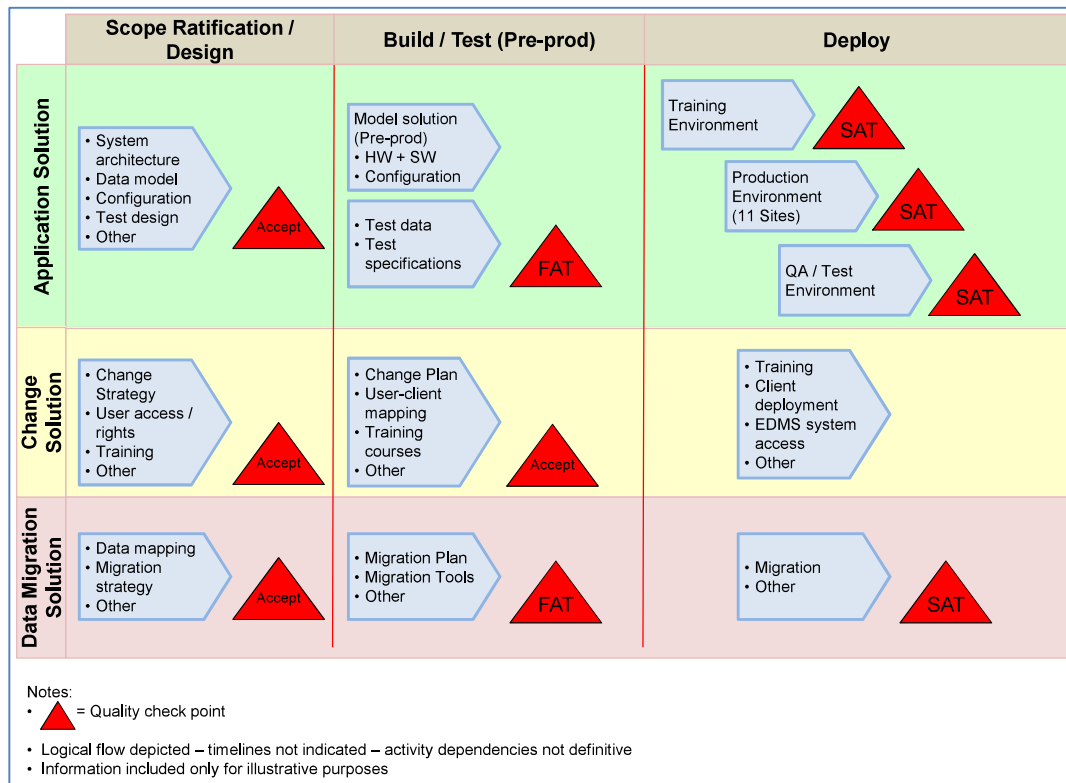 Scope Ratification /
Design
Build / Test (Pre-prod)
Deploy
Application Solution
• System
architecture
• Data model
• Configuration
• Test design
• Other
Accept
Model solution
(Pre-prod)
• HW + SW
• Configuration
• Test data
• Test
specifications
FAT
Training
Environment
SAT
Production
Environment
(11 Sites)
SAT
QA / Test
Environment
SAT
Change
Solution
• Change
Strategy
• User access /
rights
• Training
• Other
Accept
• Change Plan
• User-client
mapping
• Training
courses
• Other
Accept
• Training
• Client
deployment
• EDMS system
access
• Other
Data Migration
Solution
• Data mapping
• Migration
strategy
• Other
Accept
• Migration Plan
• Migration Tools
• Other
FAT
• Migration
• Other
SAT
Notes:
• = Quality check point
• Logical flow depicted – timelines not indicated – activity dependencies not definitive
• Information included only for illustrative purposes